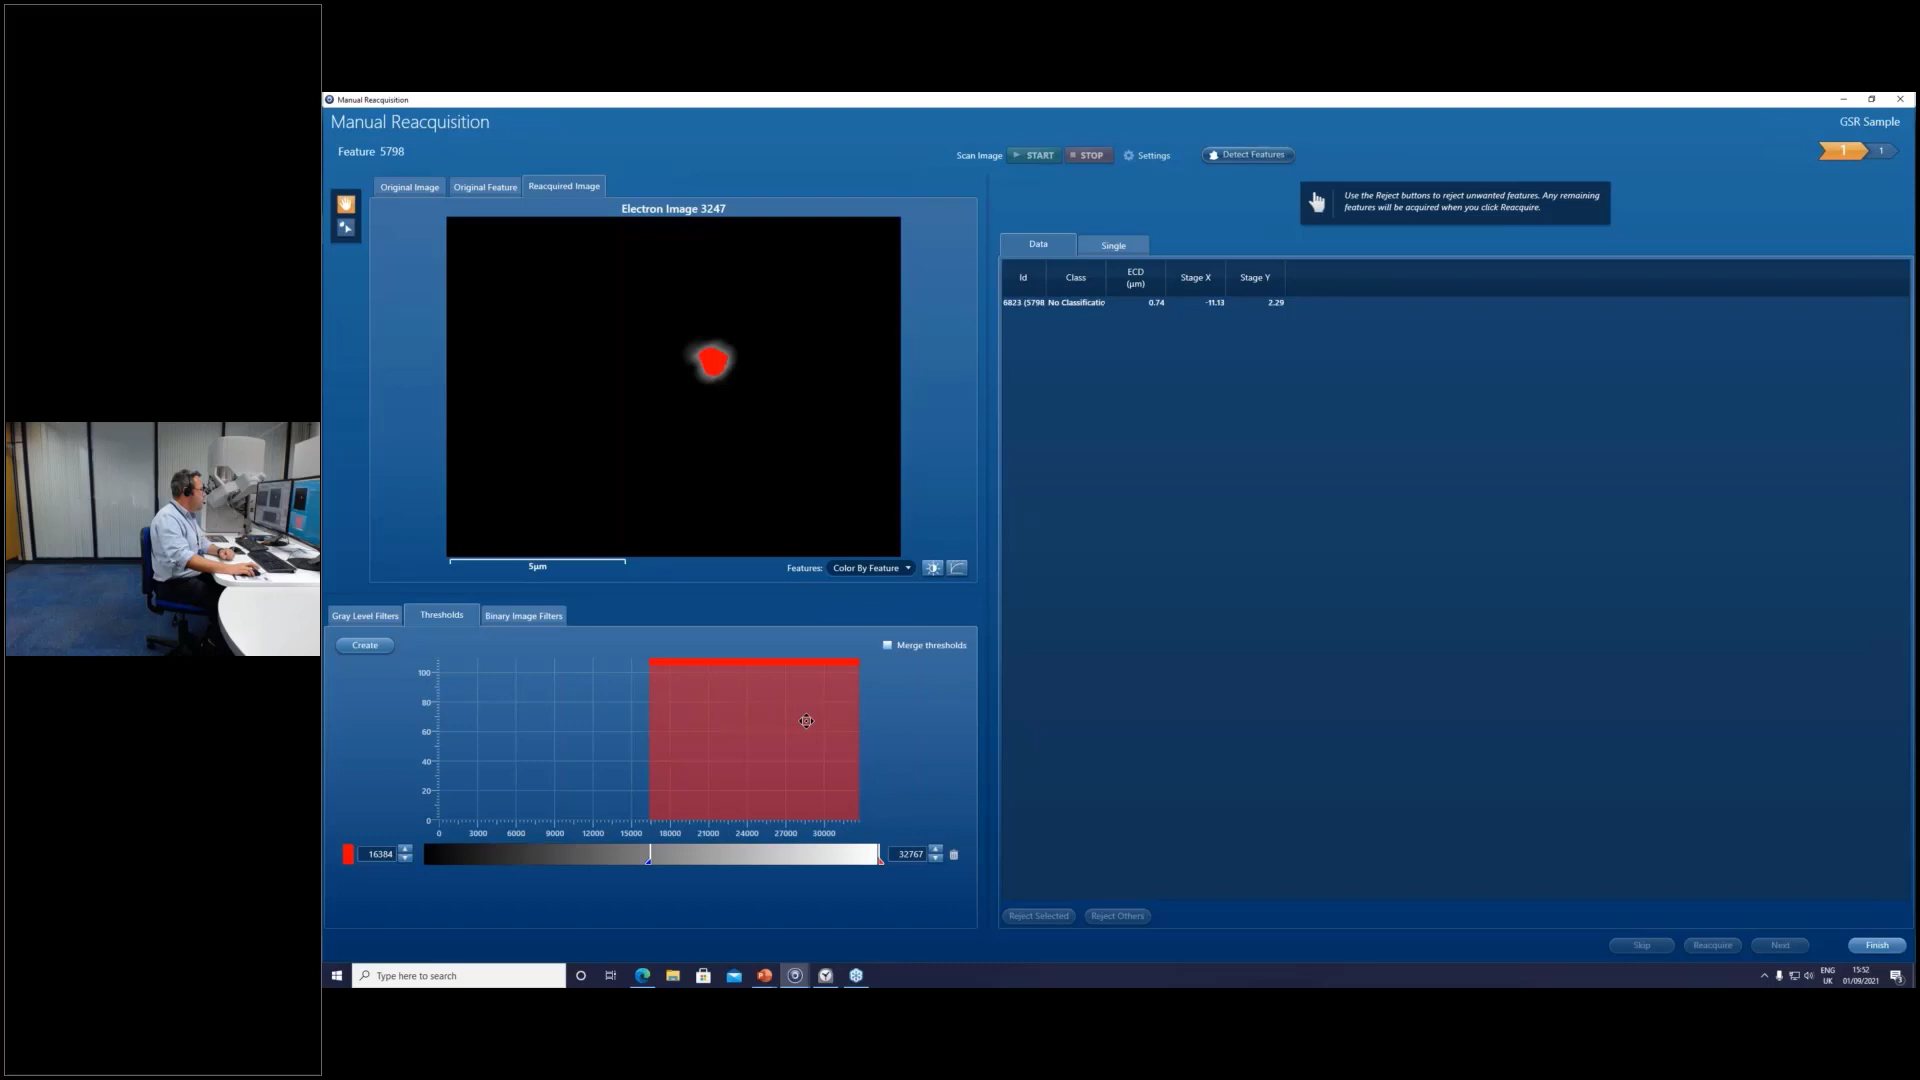 Manual Reacquisition
Manual Reacquisition
GSR Sample
Feature 5798
Scan Image START STOP Settings Detect Features
1 1
Use the Reject buttons to reject unwanted features. Any remaining
features will be acquired when you click Reacquire.
Original Image Original Feature Reacquired Image
Electron Image 3247
Data Single
Id Class ECD (µm) Stage X Stage Y
6823 (5798 No Classificatio 0.74 -11.13 2.29
5µm
Features: Color By Feature
Gray Level Filters Thresholds Binary Image Filters
Create
Merge thresholds
100
80
60
40
20
0
0 3000 6000 9000 12000 15000 18000 21000 24000 27000 30000
16384 32767
Reject Selected Reject Others
Skip Reacquire Next Finish
Type here to search
ENG
UK
15:52
01/09/2021